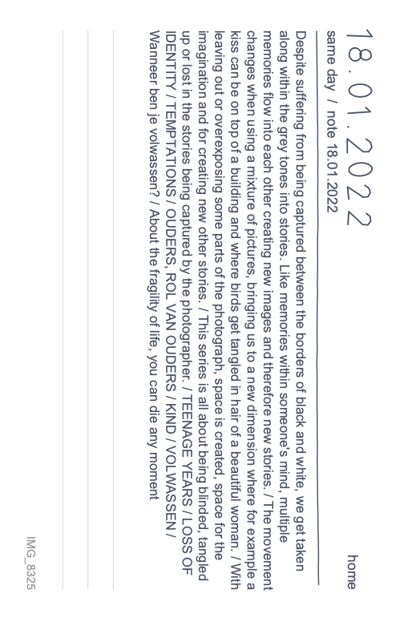 18.01.2022
home
same day / note 18.01.2022
Despite suffering from being captured between the borders of black and white, we get taken
along within the grey tones into stories. Like memories within someone's mind, multiple
memories flow into each other creating new images and therefore new stories. / The movement
changes when using a mixture of pictures, bringing us to a new dimension where for example a
kiss can be on top of a building and where birds get tangled in hair of a beautiful woman. / With
leaving out or overexposing some parts of the photograph, space is created, space for the
imagination and for creating new other stories. / This series is all about being blinded, tangled
up or lost in the stories being captured by the photographer. / TEENAGE YEARS / LOSS OF
IDENTITY / TEMPTATIONS / OUDERS, ROL VAN OUDERS / KIND / VOLWASSEN /
Wanneer ben je volwassen? / About the fragility of life, you can die any moment
IMG_8325